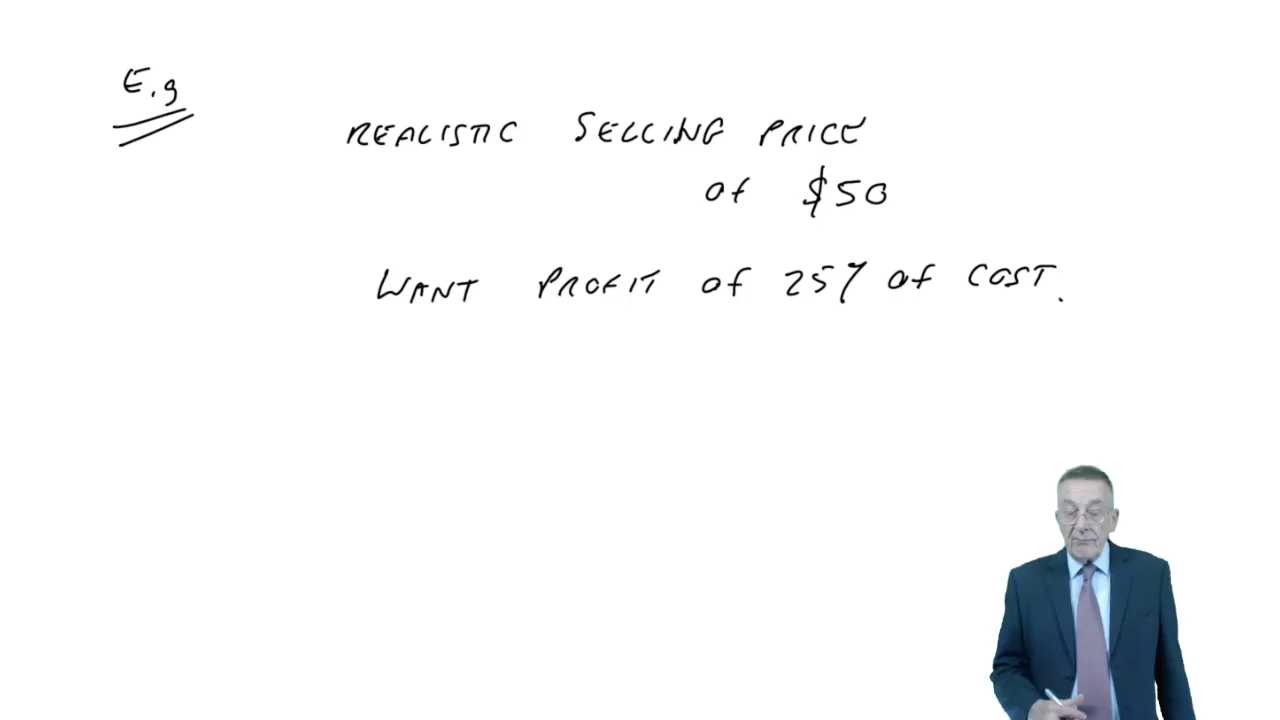 E.g
REALISTIC SELLING PRICE
of $50
WANT PROFIT of 25% of COST.